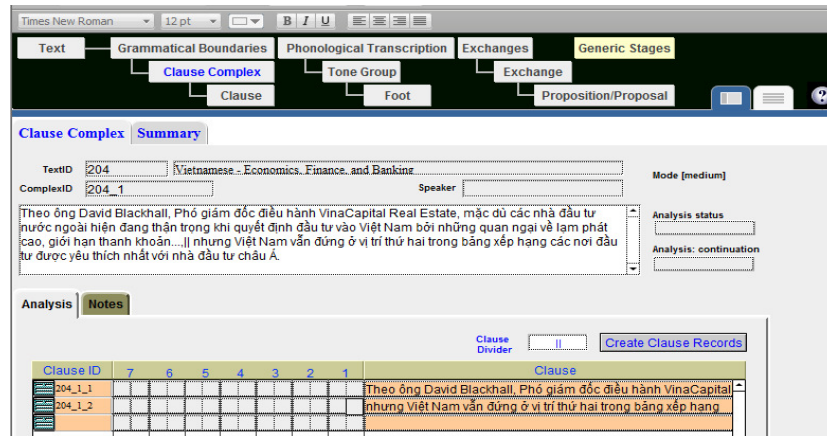 Times New Roman 12 pt B I U
Text Grammatical Boundaries Phonological Transcription Exchanges Generic Stages
Clause Complex Tone Group Exchange
Clause Foot Proposition/Proposal
?
Clause Complex Summary
TextID 204 Vietnamese - Economics, Finance, and Banking
Mode [medium]
ComplexID 204_1 Speaker
Theo ông David Blackhall, Phó giám đốc điều hành VinaCapital Real Estate, mặc dù các nhà đầu tư
nước ngoài hiện đang thận trọng khi quyết định đầu tư vào Việt Nam bởi những quan ngại về lạm phát
cao, giới hạn thanh khoản...,|| nhưng Việt Nam vẫn đứng ở vị trí thứ hai trong bảng xếp hạng các nơi đầu
tư được yêu thích nhất với nhà đầu tư châu Á.
Analysis status
Analysis: continuation
Analysis Notes
Clause Divider || Create Clause Records
Clause ID 7 6 5 4 3 2 1 Clause
204_1_1 Theo ông David Blackhall, Phó giám đốc điều hành VinaCapital
204_1_2 nhưng Việt Nam vẫn đứng ở vị trí thứ hai trong bảng xếp hạng